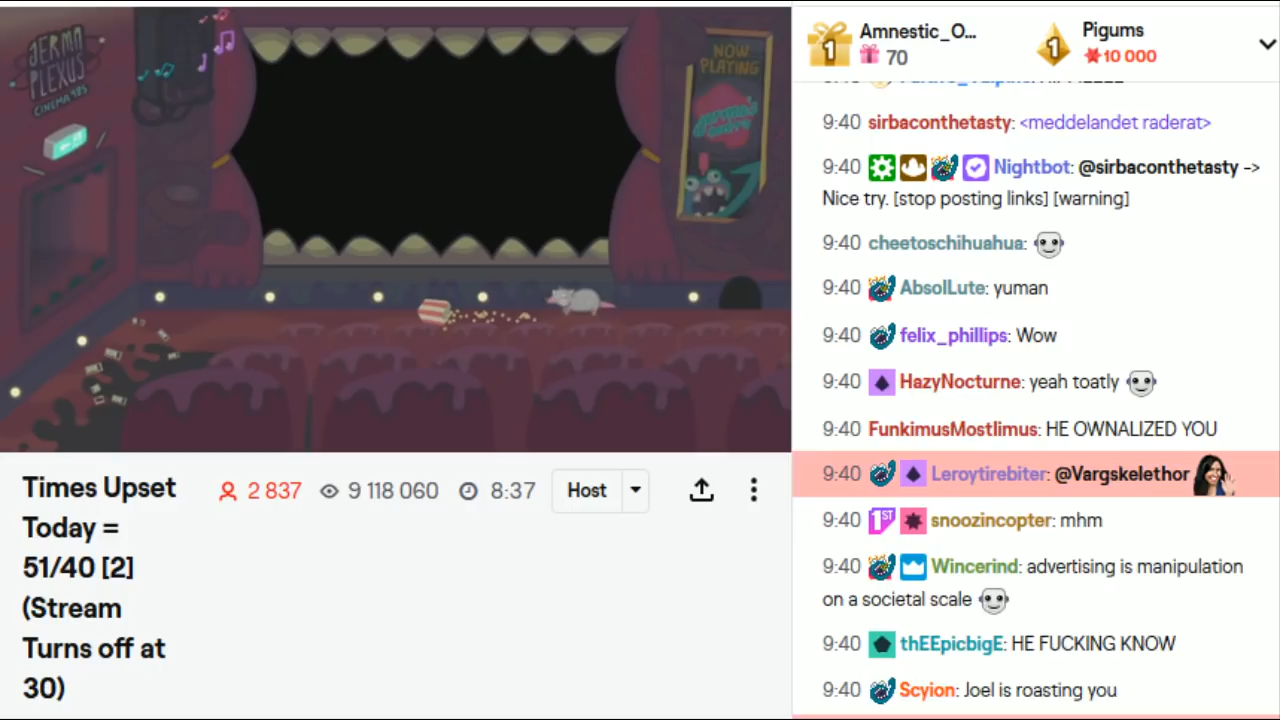 JERMA
PLEXUS
CINEMA 985
NOW
PLAYING
Times Upset
Today =
51/40 [2]
(Stream
Turns off at
30)
2 837
9 118 060
8:37
Host
1
Amnestic_O...
70
1
Pigums
10 000
9:40 sirbaconthetasty: <meddelandet raderat>
9:40 Nightbot: @sirbaconthetasty ->
Nice try. [stop posting links] [warning]
9:40 cheetoschihuahua:
9:40 AbsolLute: yuman
9:40 felix_phillips: Wow
9:40 HazyNocturne: yeah toatly
9:40 FunkimusMostlimus: HE OWNALIZED YOU
9:40 Leroytirebiter: @Vargskelethor
9:40 1ST snoozincopter: mhm
9:40 Wincerind: advertising is manipulation
on a societal scale
9:40 thEEpicbigE: HE FUCKING KNOW
9:40 Scyion: Joel is roasting you